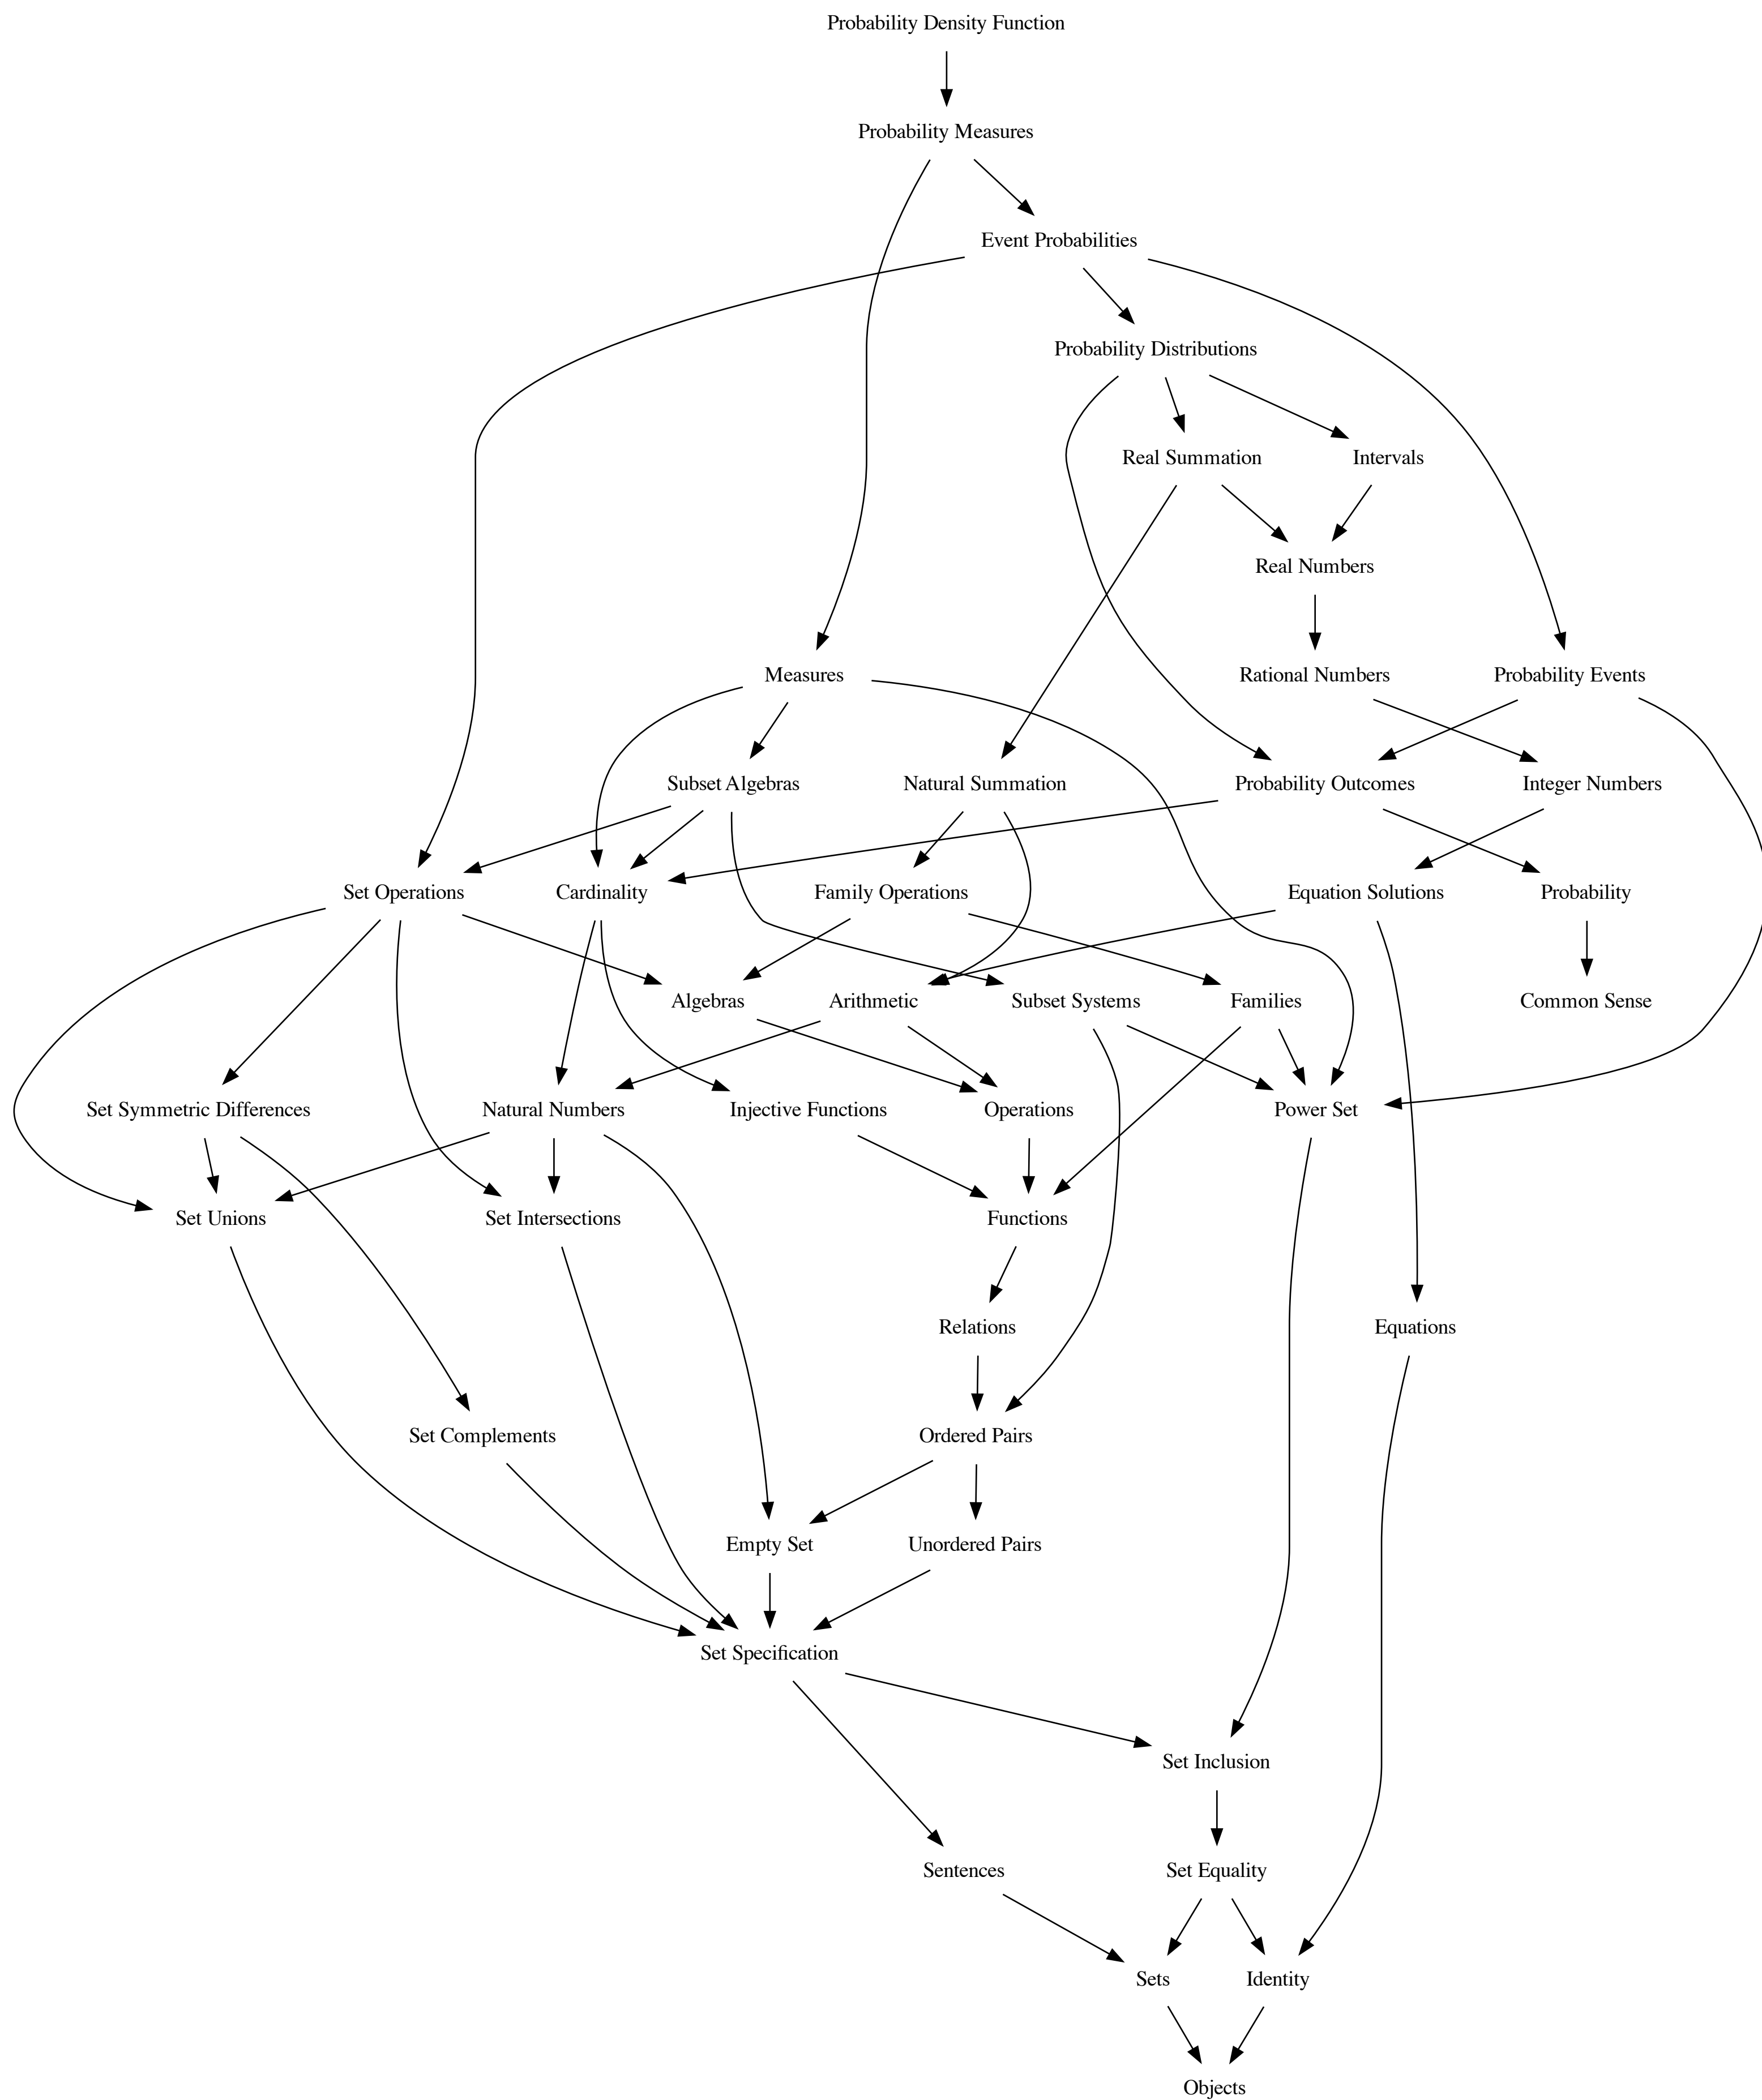 Probability Density Function
Probability Measures
Event Probabilities
Probability Distributions
Real Summation
Intervals
Real Numbers
Measures
Rational Numbers
Probability Events
Subset Algebras
Natural Summation
Probability Outcomes
Integer Numbers
Set Operations
Cardinality
Family Operations
Equation Solutions
Probability
Algebras
Arithmetic
Subset Systems
Families
Common Sense
Set Symmetric Differences
Natural Numbers
Injective Functions
Operations
Power Set
Set Unions
Set Intersections
Functions
Relations
Equations
Set Complements
Ordered Pairs
Empty Set
Unordered Pairs
Set Specification
Set Inclusion
Sentences
Set Equality
Sets
Identity
Objects